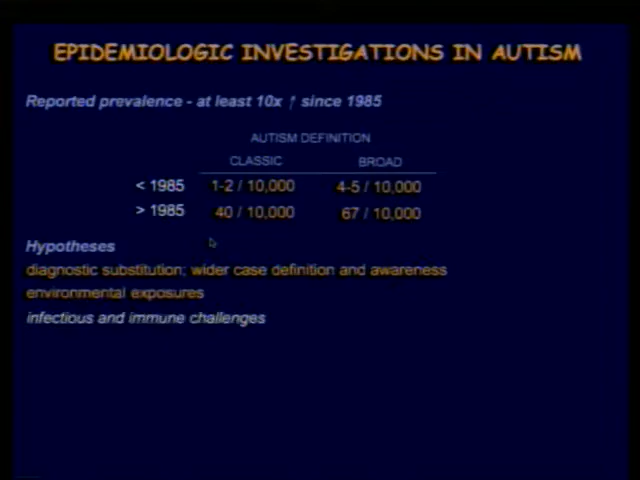 EPIDEMIOLOGIC INVESTIGATIONS IN AUTISM
Reported prevalence - at least 10x ↑ since 1985
AUTISM DEFINITION
CLASSIC BROAD
< 1985 1-2 / 10,000 4-5 / 10,000
> 1985 40 / 10,000 67 / 10,000
Hypotheses
diagnostic substitution; wider case definition and awareness
environmental exposures
infectious and immune challenges